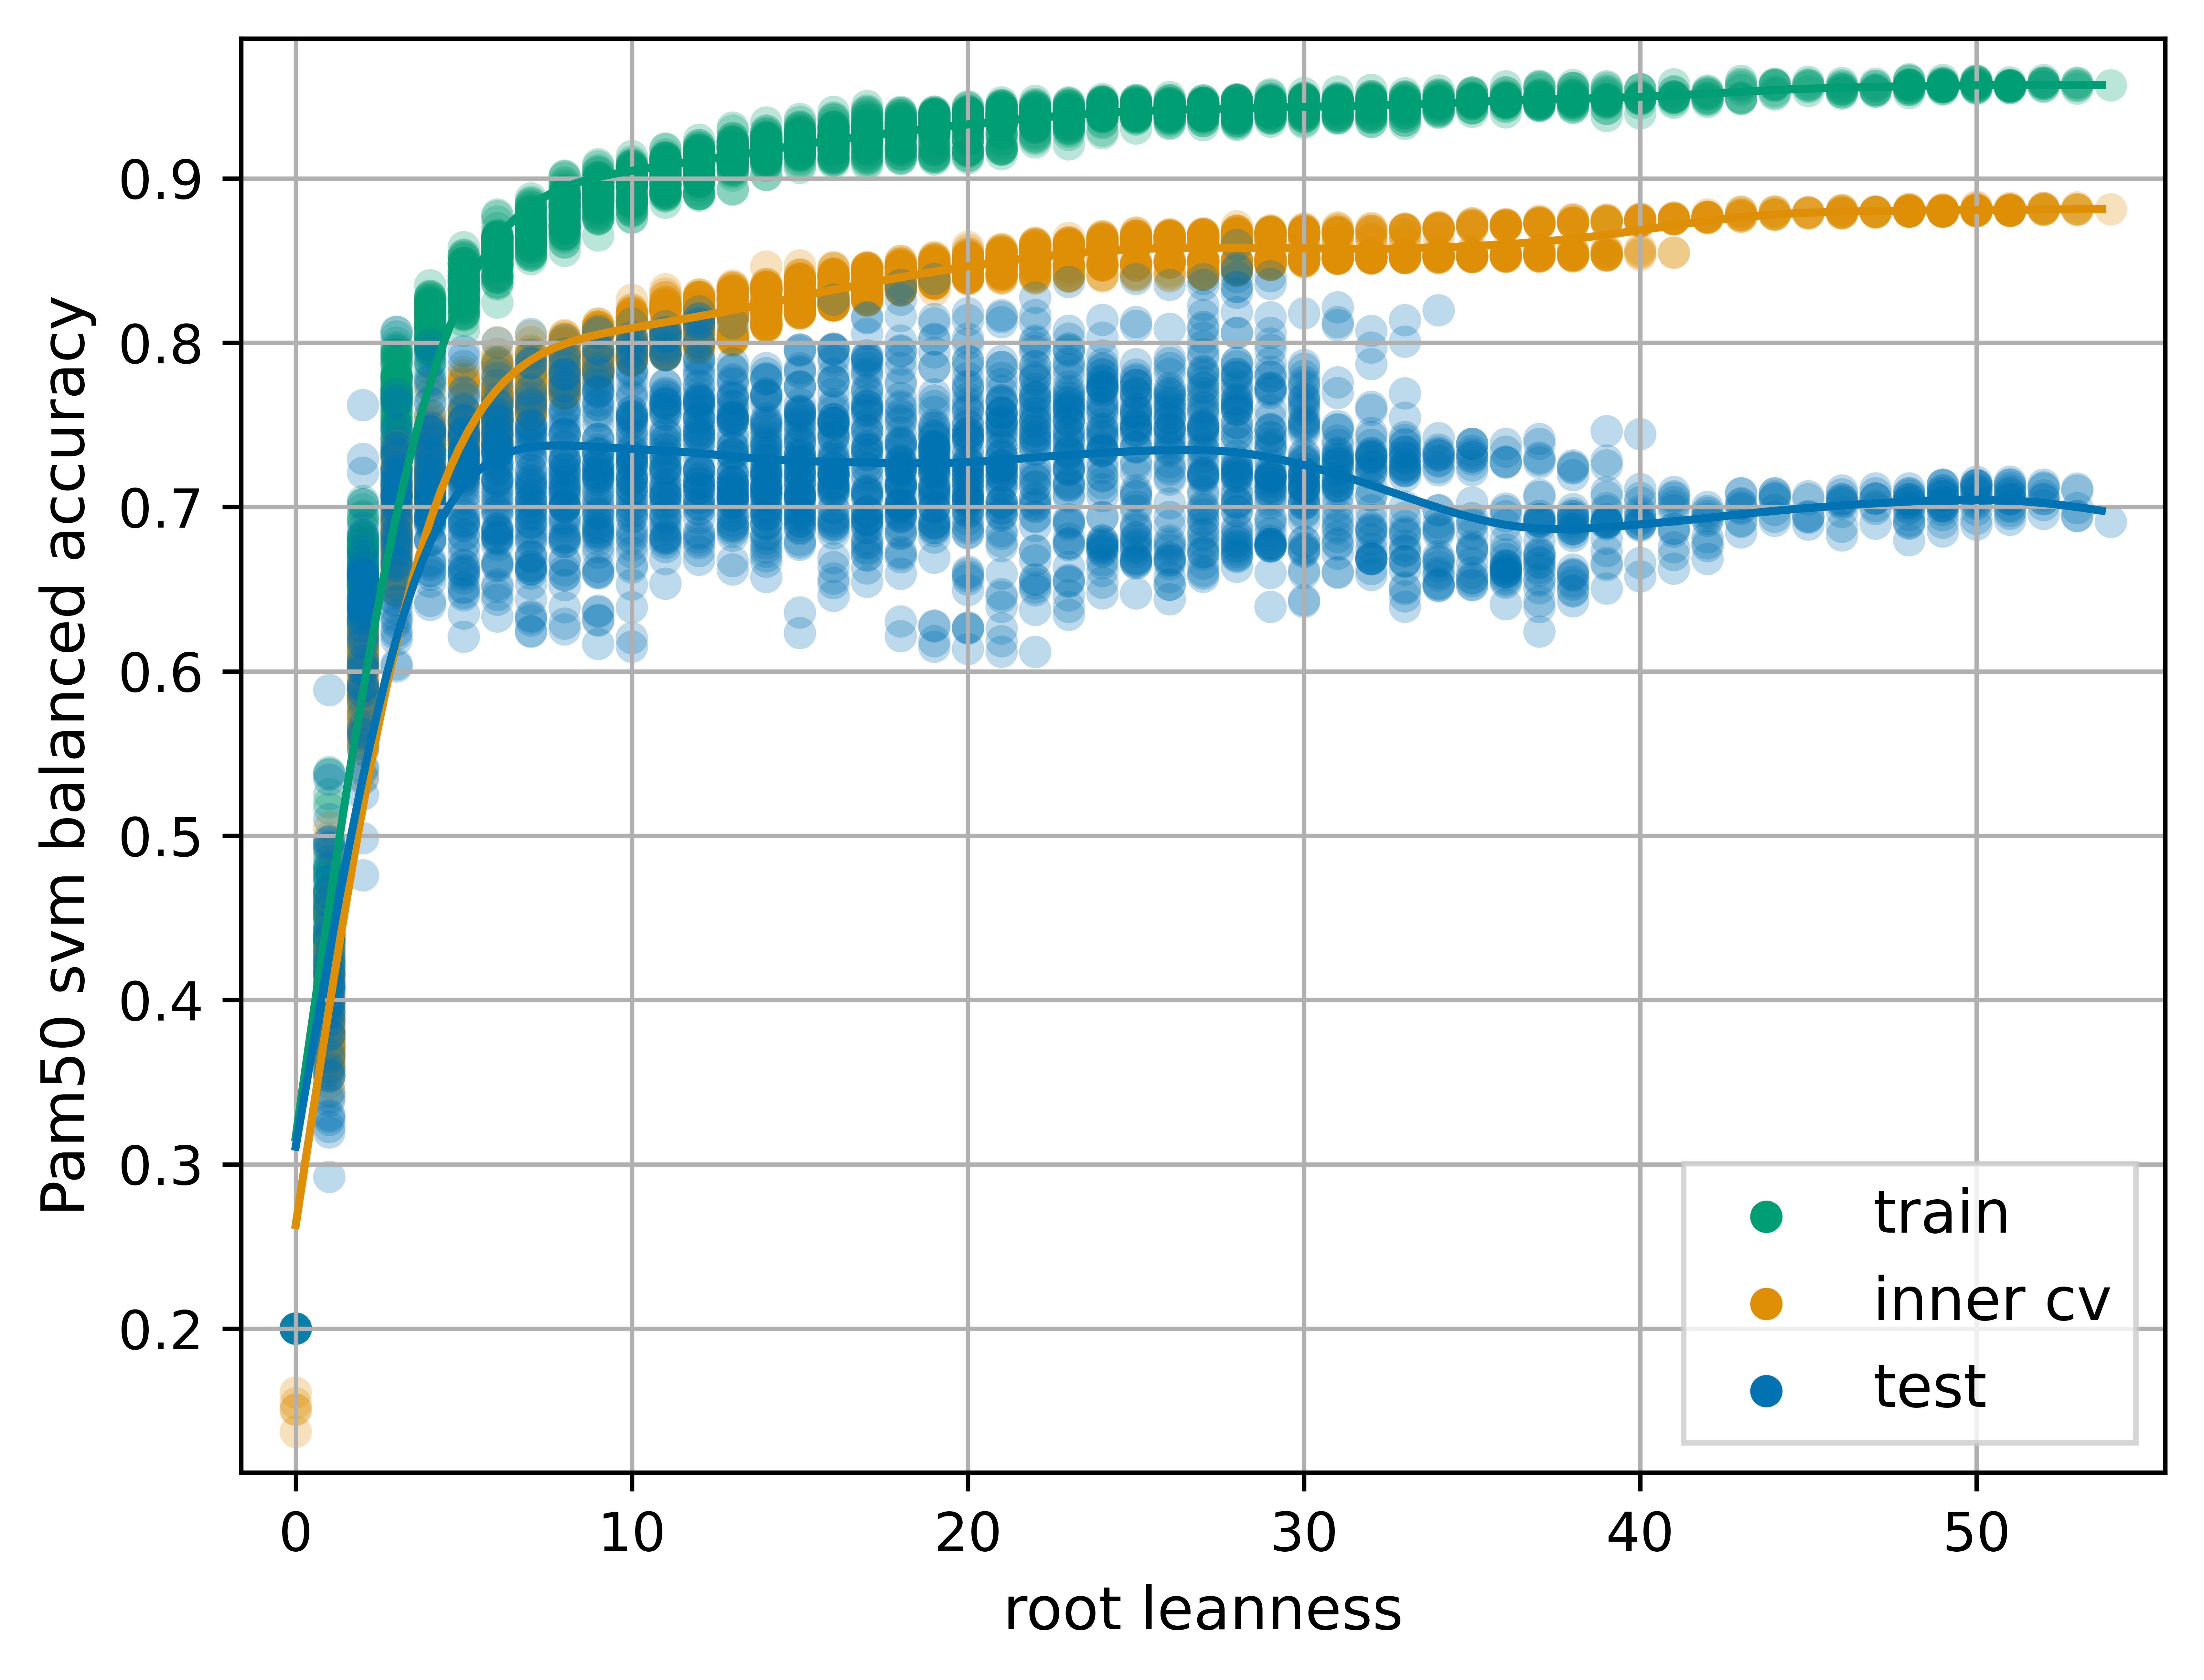 Pam50 svm balanced accuracy
0.9
0.8
0.7
0.6
0.5
0.4
0.3
0.2
0 10 20 30 40 50
root leanness
train
inner cv
test